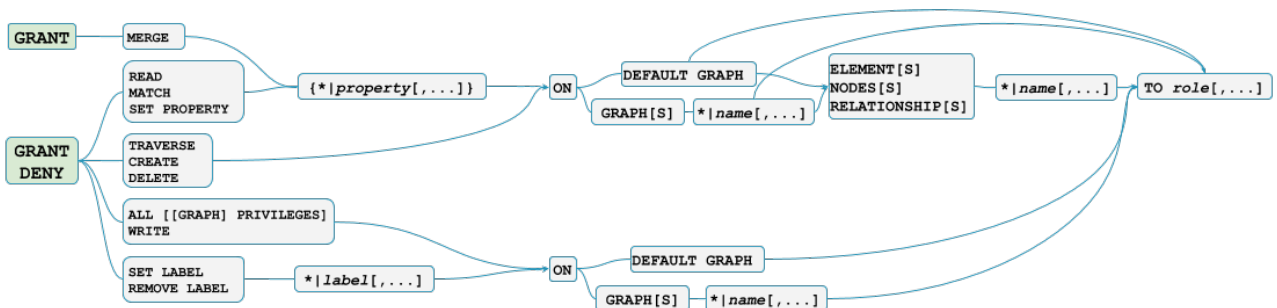 GRANT
MERGE
READ
MATCH
SET PROPERTY
{*|property[,...]}
ON
DEFAULT GRAPH
GRAPH[S]
*|name[,...]
ELEMENT[S]
NODES[S]
RELATIONSHIP[S]
*|name[,...]
TO role[,...]
GRANT
DENY
TRAVERSE
CREATE
DELETE
ALL [[GRAPH] PRIVILEGES]
WRITE
SET LABEL
REMOVE LABEL
*|label[,...]
ON
DEFAULT GRAPH
GRAPH[S]
*|name[,...]